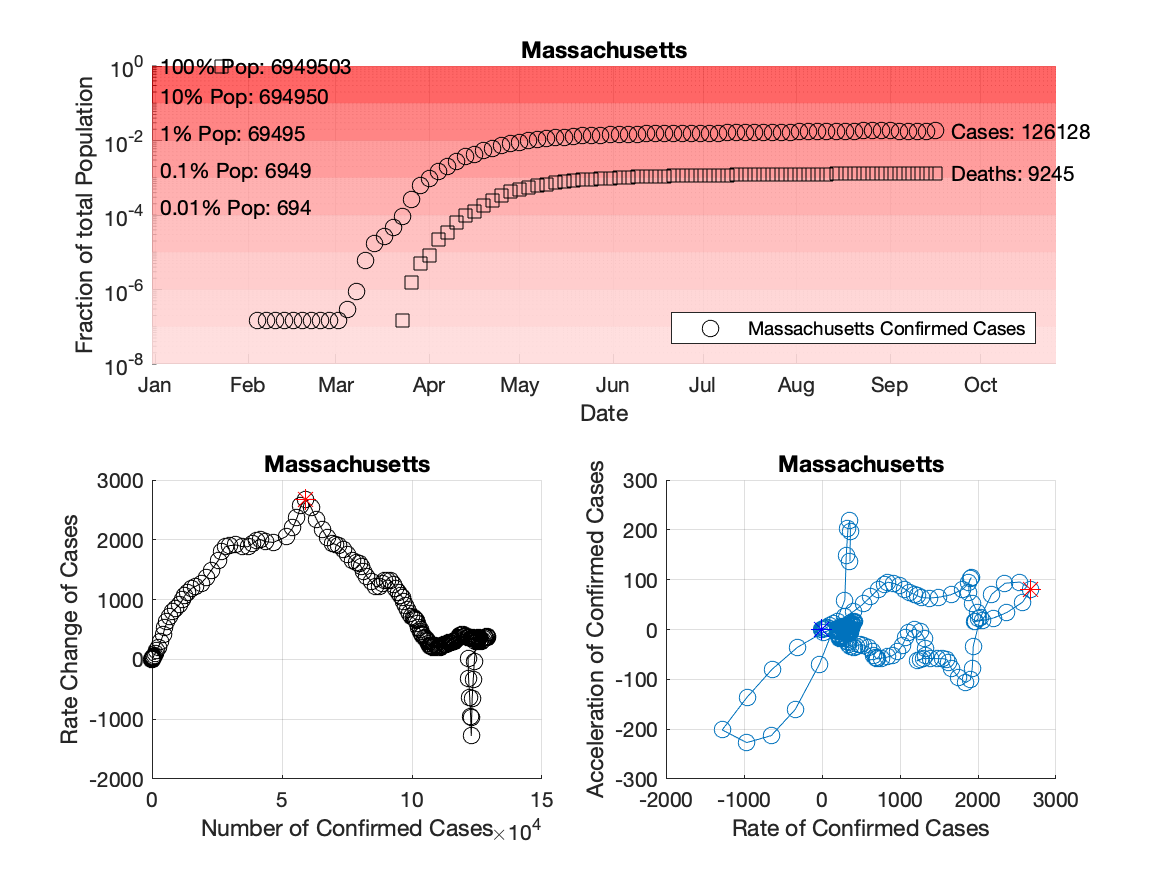 Massachusetts
Fraction of total Population
10^0
10^-2
10^-4
10^-6
10^-8
100% Pop: 6949503
10% Pop: 694950
1% Pop: 69495
0.1% Pop: 6949
0.01% Pop: 694
Cases: 126128
Deaths: 9245
Massachusetts Confirmed Cases
Jan Feb Mar Apr May Jun Jul Aug Sep Oct
Date
Massachusetts
Rate Change of Cases
3000
2000
1000
0
-1000
-2000
0 5 10 15
Number of Confirmed Cases ×10^4
Massachusetts
Acceleration of Confirmed Cases
300
200
100
0
-100
-200
-300
-2000 -1000 0 1000 2000 3000
Rate of Confirmed Cases